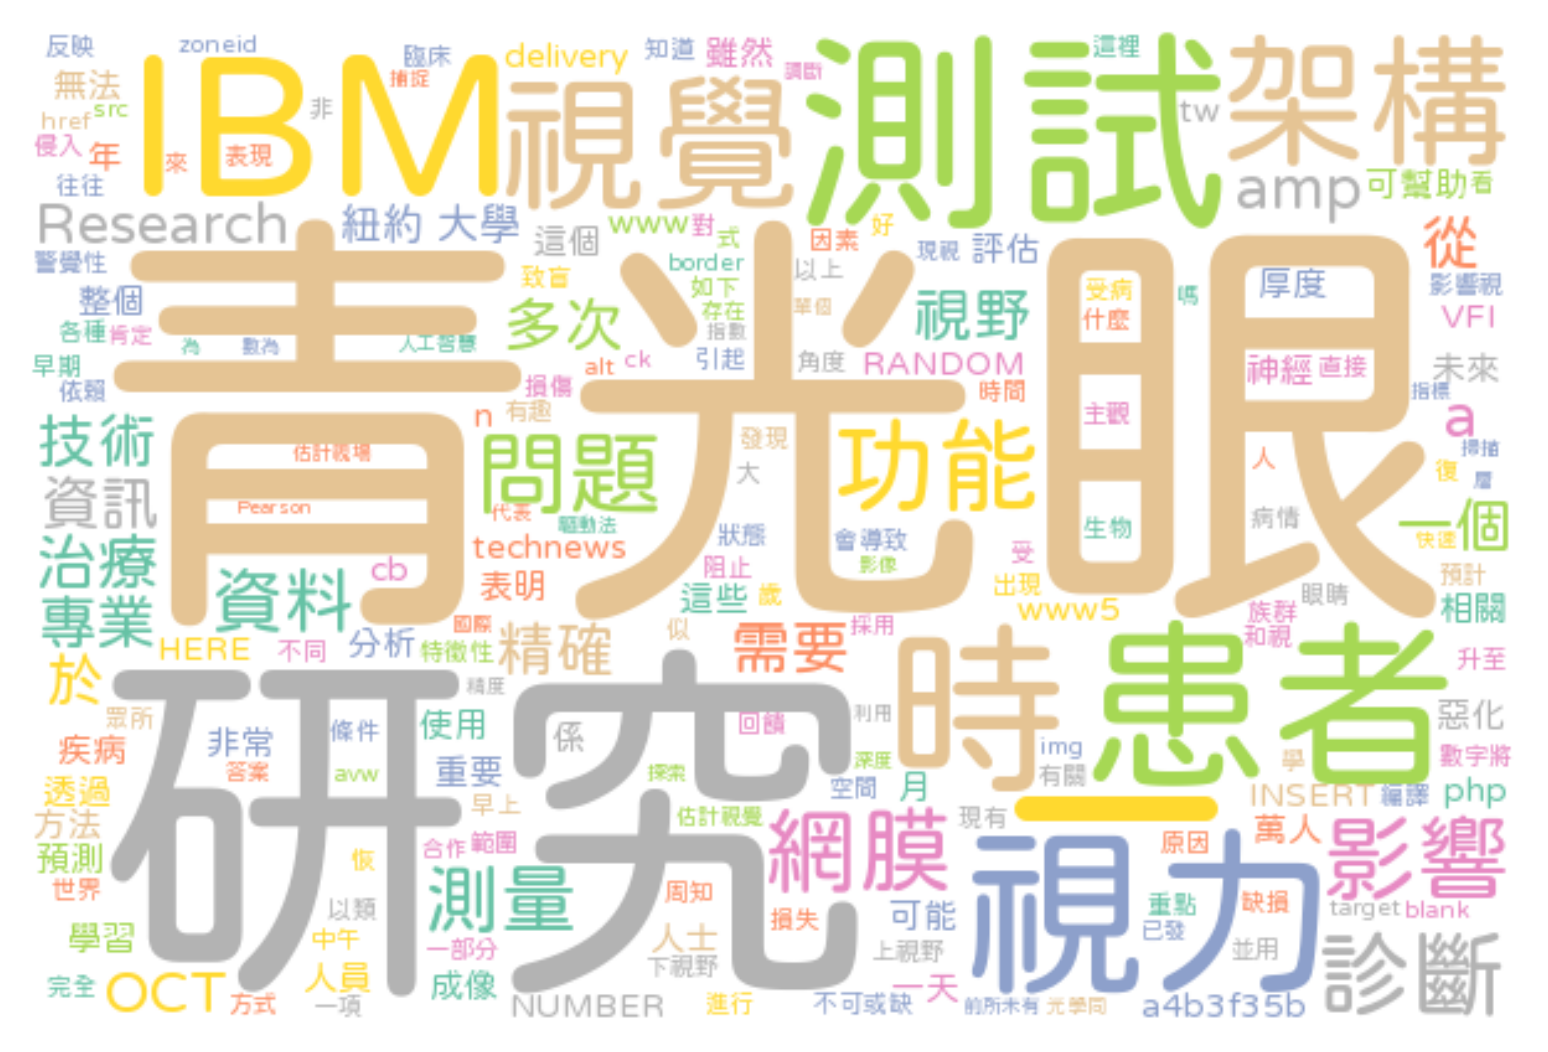 反映
zoneid
臨床
delivery
知道
雖然
這裡
無法
捕捉
調斷
IBM
視覺
測試
架構
src
href
非
tw
侵入
年
來
表現
往往
amp
可幫助
看
Research
紐約
大學
這個
www
對
式
因素
好
現視
評估
從
警覺性
致盲
border
以上
青光眼
整個
多次
如下
存在
單個
視野
受病
嗎
厚度
影響視
各種
肯定
為
數為
人工智慧
指數
什麼
VFI
早期
依賴
alt
ck
引起
角度
RANDOM
神經
直接
未來
損傷
時間
指標
技術
n
有趣
主觀
a
估計視場
問題
發現
功能
人
掃描
大
復
層
資訊
Pearson
代表
驅動法
狀態
會導致
生物
病情
一個
快速
治療
technews
影像
受
資料
cb
表明
阻止
出現
預計
專業
這些
歲
www5
族群
眼睛
相關
國際
HERE
不同
分析
特徵性
精確
似
需要
採用
和視
於
時
患者
升至
研究
精度
眾所
非常
條件
使用
係
回饋
利用
惡化
疾病
答案
avw
重要
探索
深度
img
有關
學
數字將
透過
早上
空間
月
INSERT
編譯
php
方法
估計視覺
現有
一
預測
恢
合作
範圍
網膜
視力
原因
萬人
影響
世界
測量
周知
以類
損失
可能
重點
缺損
target
blank
學習
中午
一部分
人士
上視野
已發
並用
診斷
下視野
完全
OCT
方式
人員
一項
成像
NUMBER
進行
不可或缺
一天
前所未有
光學同
a4b3f35b